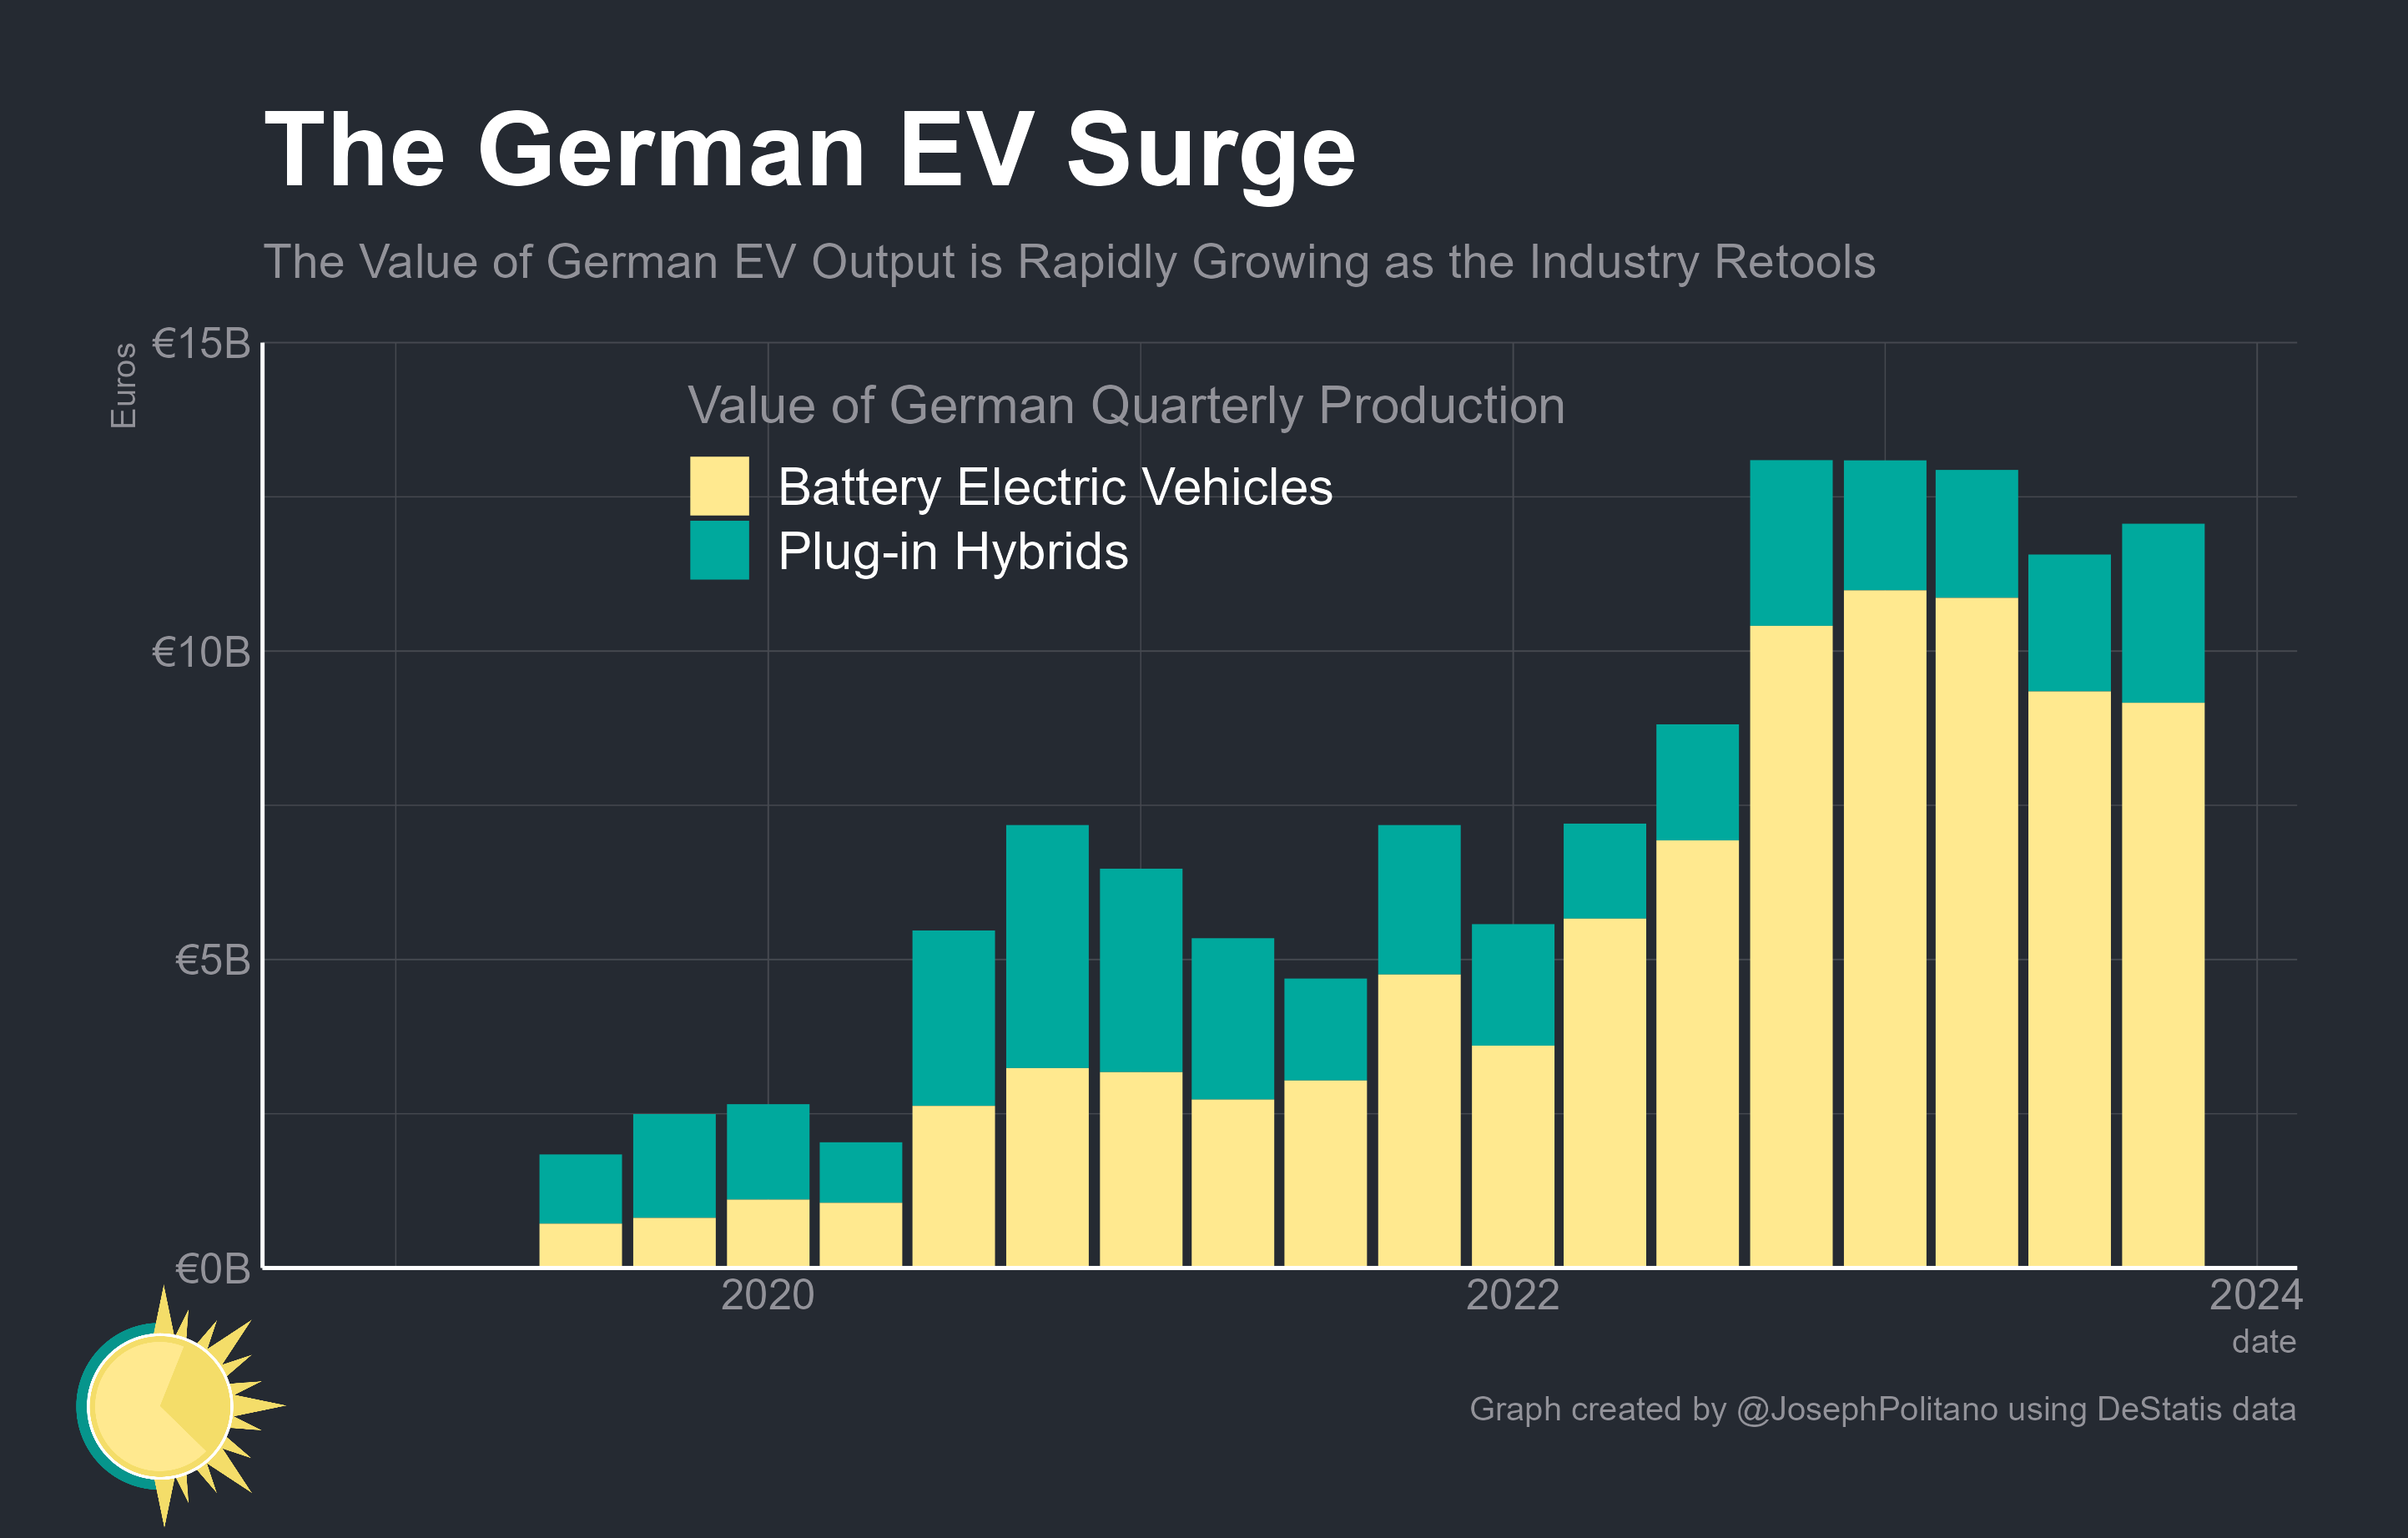 The German EV Surge
The Value of German EV Output is Rapidly Growing as the Industry Retools
Euros
€15B
Value of German Quarterly Production
Battery Electric Vehicles
Plug-in Hybrids
€10B
€5B
€0B
2020 2022 2024
date
Graph created by @JosephPolitano using DeStatis data